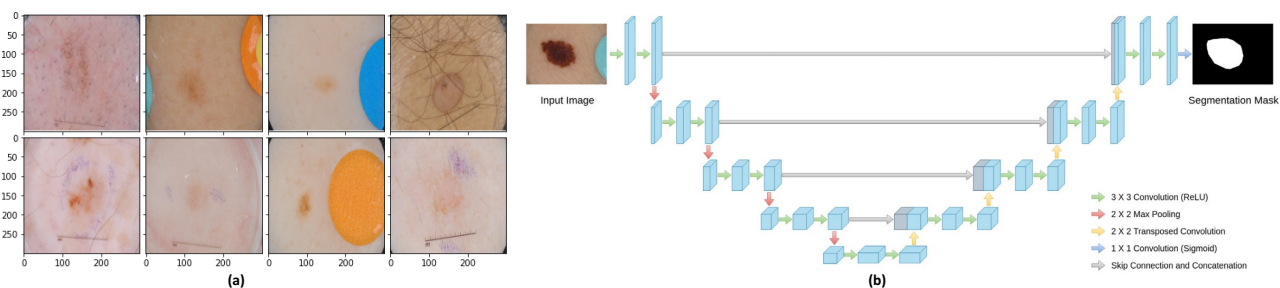 0
50
100
150
200
250
0
50
100
150
200
250
0 100 200
0 100 200
0 100 200
0 100 200
(a)
Input Image
Segmentation Mask
3 X 3 Convolution (ReLU)
2 X 2 Max Pooling
2 X 2 Transposed Convolution
1 X 1 Convolution (Sigmoid)
Skip Connection and Concatenation
(b)